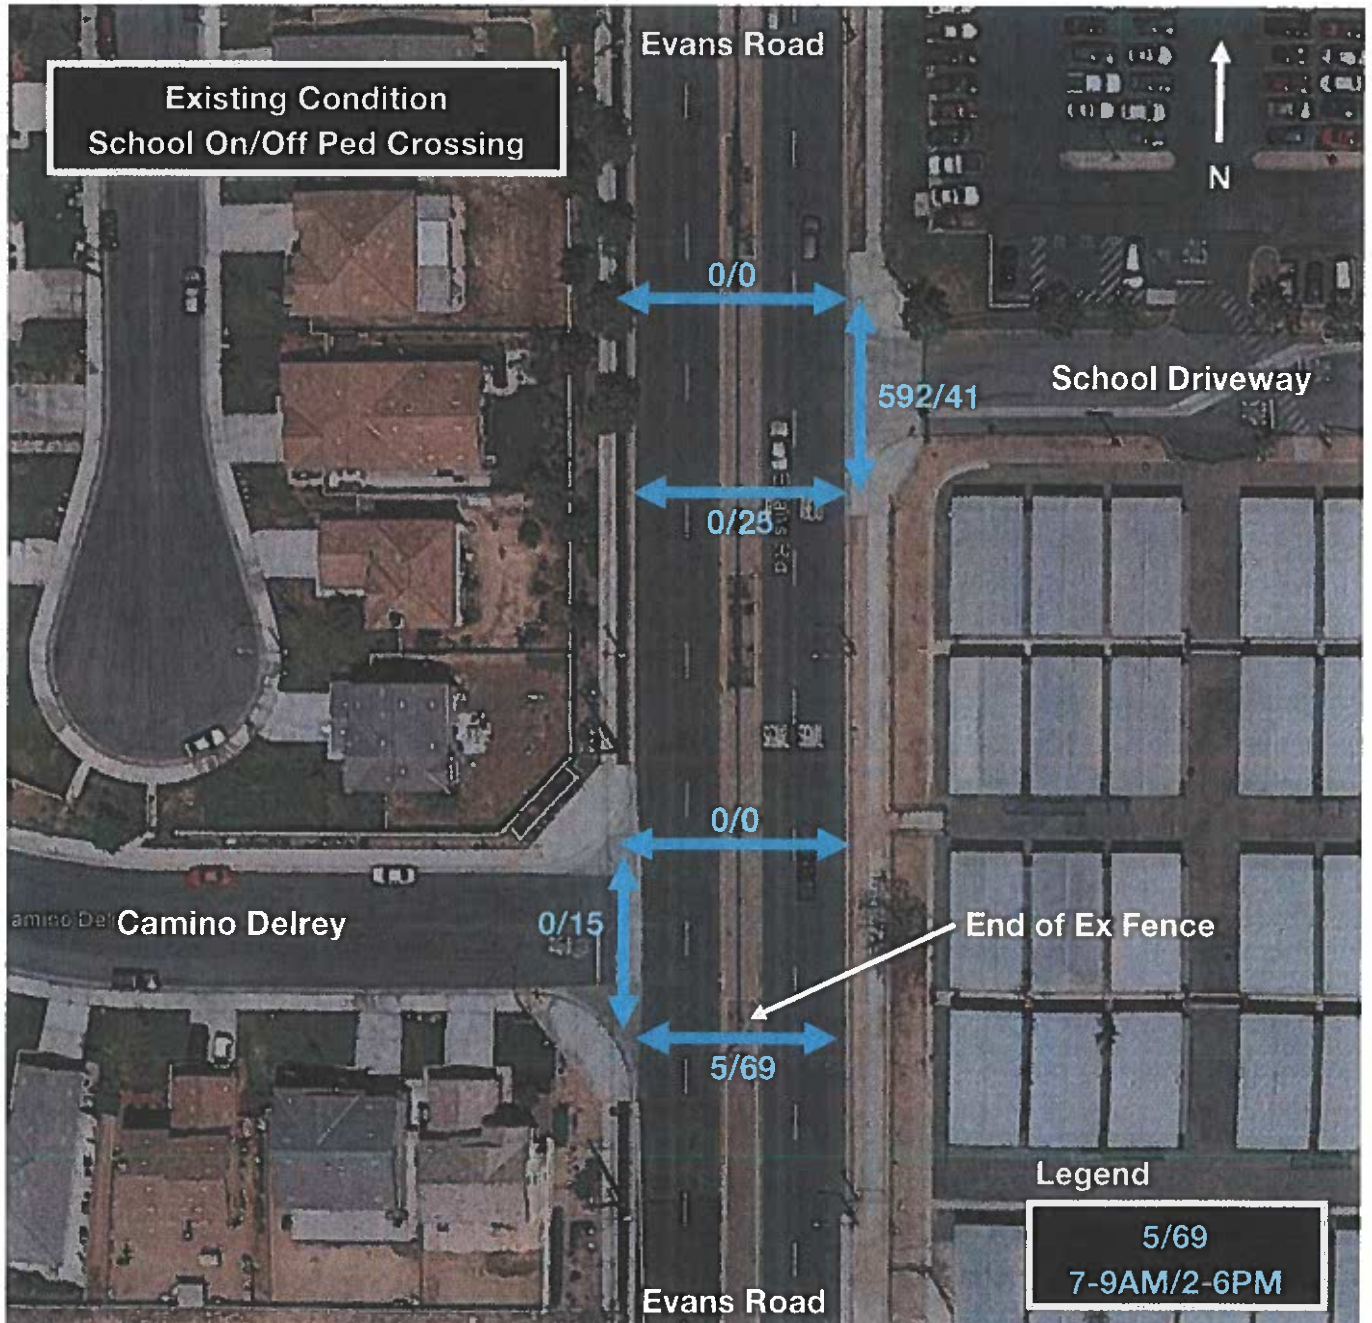 Evans Road
Existing Condition
School On/Off Ped Crossing
N
0/0
School Driveway
592/41
0/25
0/0
Camino Delrey
0/15
End of Ex Fence
5/69
Legend
5/69
7-9AM/2-6PM
Evans Road